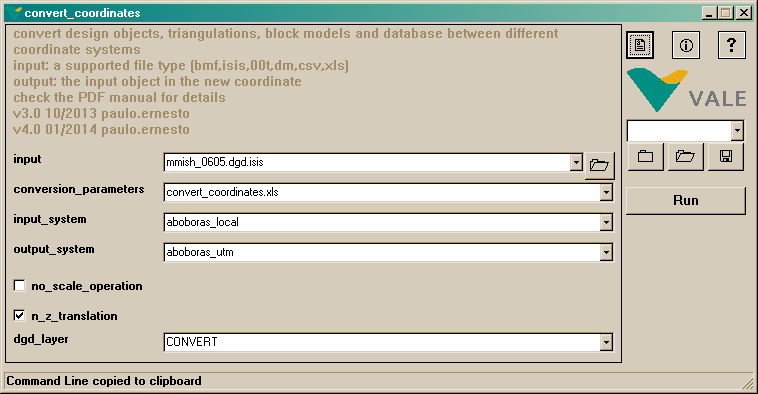 convert_coordinates
convert design objects, triangulations, block models and database between different
coordinate systems
input: a supported file type (bmf,isis,00t,dm,csv,xls)
output: the input object in the new coordinate
check the PDF manual for details
v3.0 10/2013 paulo.ernesto
v4.0 01/2014 paulo.ernesto
?
VALE
input
mmish_0605.dgd.isis
conversion_parameters
convert_coordinates.xls
Run
input_system
aboboras_local
output_system
aboboras_utm
no_scale_operation
n_z_translation
dgd_layer
CONVERT
Command Line copied to clipboard